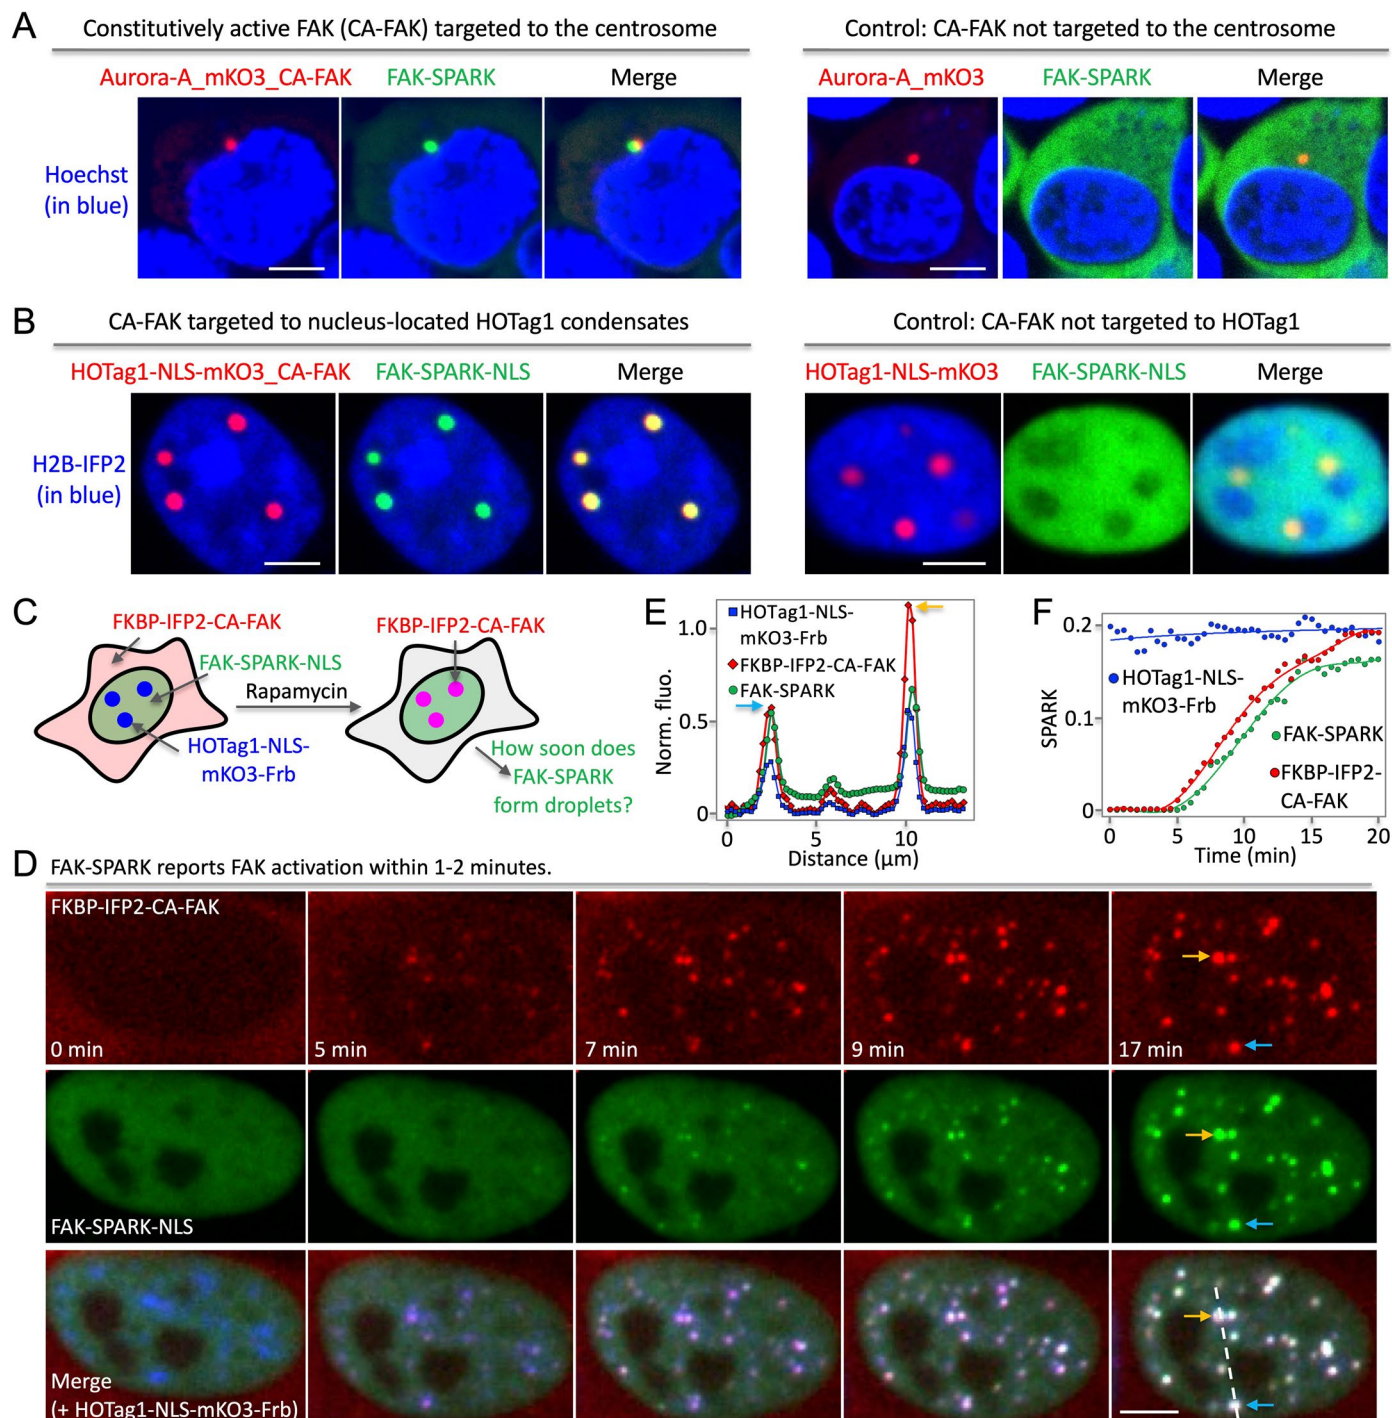 A
Constitutively active FAK (CA-FAK) targeted to the centrosome
Control: CA-FAK not targeted to the centrosome
Aurora-A_mKO3_CA-FAK
FAK-SPARK
Merge
Aurora-A_mKO3
FAK-SPARK
Merge
Hoechst
(in blue)
B
CA-FAK targeted to nucleus-located HOTag1 condensates
Control: CA-FAK not targeted to HOTag1
HOTag1-NLS-mKO3_CA-FAK
FAK-SPARK-NLS
Merge
HOTag1-NLS-mKO3
FAK-SPARK-NLS
Merge
H2B-IFP2
(in blue)
C
FKBP-IFP2-CA-FAK
FAK-SPARK-NLS
Rapamycin
HOTag1-NLS-
mKO3-Frb
FKBP-IFP2-CA-FAK
How soon does
FAK-SPARK
form droplets?
E
HOTag1-NLS-
mKO3-Frb
FKBP-IFP2-CA-FAK
FAK-SPARK
Norm. fluo.
1.0
0.5
0
0
5
10
Distance (μm)
F
SPARK
0.2
0.1
0
HOTag1-NLS-
mKO3-Frb
FAK-SPARK
FKBP-IFP2-
CA-FAK
0
5
10
15
20
Time (min)
D
FAK-SPARK reports FAK activation within 1-2 minutes.
FKBP-IFP2-CA-FAK
0 min
5 min
7 min
9 min
17 min
FAK-SPARK-NLS
Merge
(+ HOTag1-NLS-mKO3-Frb)